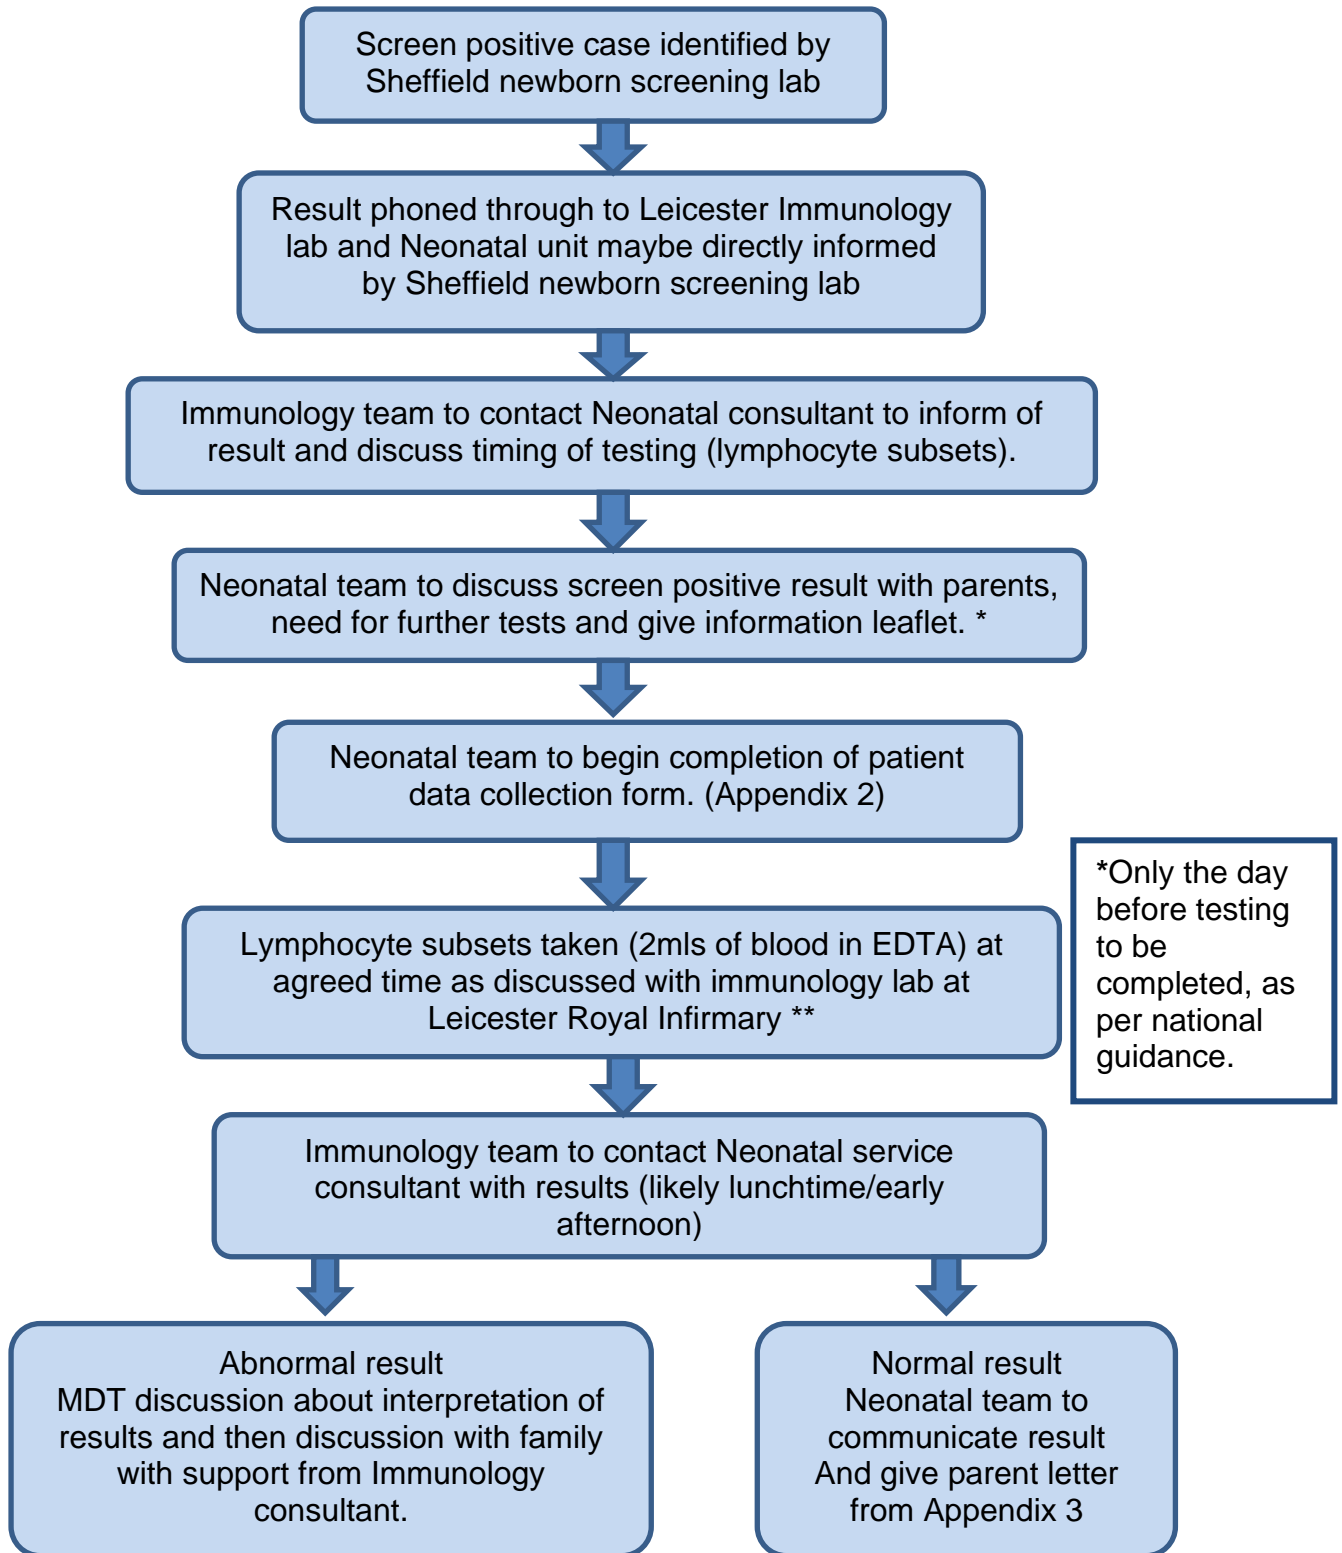 Screen positive case identified by
Sheffield newborn screening lab
Result phoned through to Leicester Immunology
lab and Neonatal unit maybe directly informed
by Sheffield newborn screening lab
Immunology team to contact Neonatal consultant to inform of
result and discuss timing of testing (lymphocyte subsets).
Neonatal team to discuss screen positive result with parents,
need for further tests and give information leaflet. *
Neonatal team to begin completion of patient
data collection form. (Appendix 2)
*Only the day
before testing
to be
completed, as
per national
guidance.
Lymphocyte subsets taken (2mls of blood in EDTA) at
agreed time as discussed with immunology lab at
Leicester Royal Infirmary **
Immunology team to contact Neonatal service
consultant with results (likely lunchtime/early
afternoon)
Abnormal result
MDT discussion about interpretation of
results and then discussion with family
with support from Immunology
consultant.
Normal result
Neonatal team to
communicate result
And give parent letter
from Appendix 3